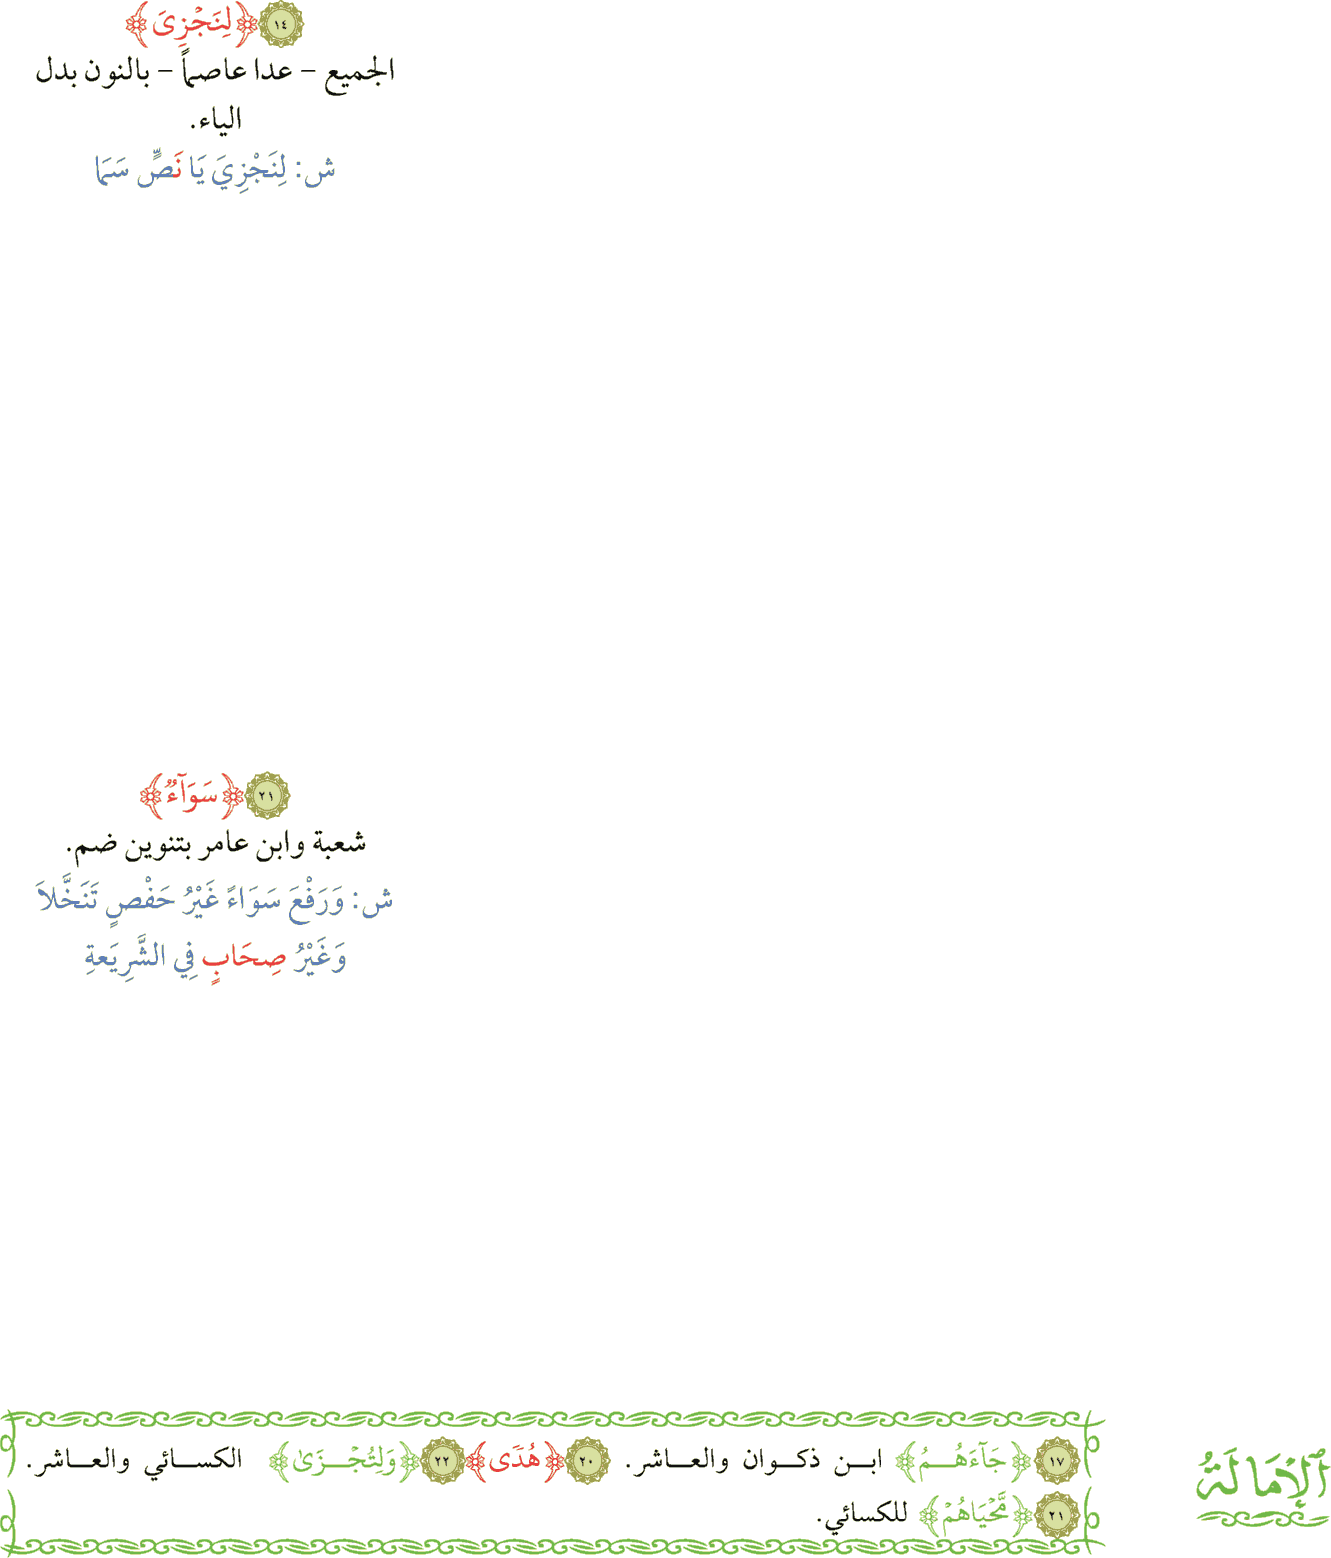 ١٤ ﴿لِنَجْزِىَ﴾
الجميع – عدا عاصماً – بالنون بدل
الياء.
ش: لِنَجْزِيَ يَا نَصٍّ سَمَا
٢١ ﴿سَوَآءٌ﴾
شعبة وابن عامر بتنوين ضم.
ش: وَرَفْعَ سَوَاءً غَيْرُ حَفْصٍ تَنَخَّلاَ
وَغَيْرُ صِحَابٍ فِي الشَّرِيَعةِ
ٱلْإِمَالَةُ
١٧ ﴿جَآءَهُمُ﴾ ابن ذكوان والعاشر. ٢٠ ﴿هُدًى﴾ ٢٢ ﴿وَلِتُجْزَىٰ﴾ الكسائي والعاشر.
٢١ ﴿مَّحْيَاهُمْ﴾ للكسائي.